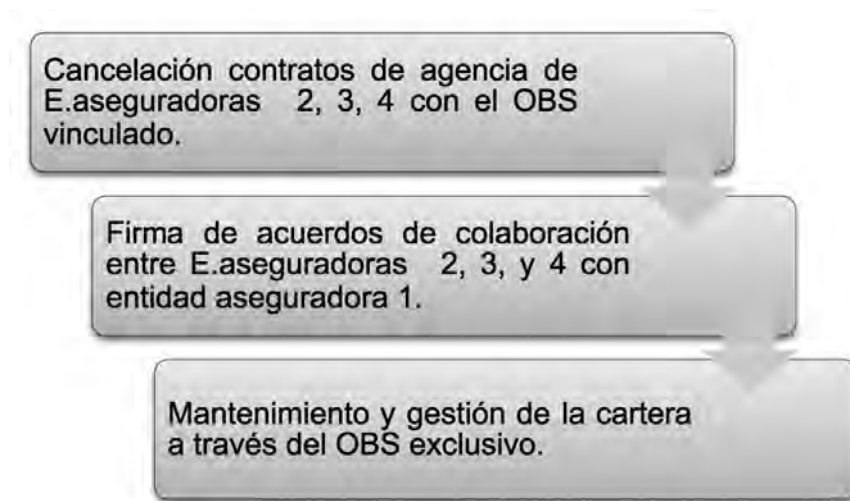 Cancelación contratos de agencia de
E.aseguradoras 2, 3, 4 con el OBS
vinculado.
Firma de acuerdos de colaboración
entre E.aseguradoras 2, 3, y 4 con
entidad aseguradora 1.
Mantenimiento y gestión de la cartera
a través del OBS exclusivo.